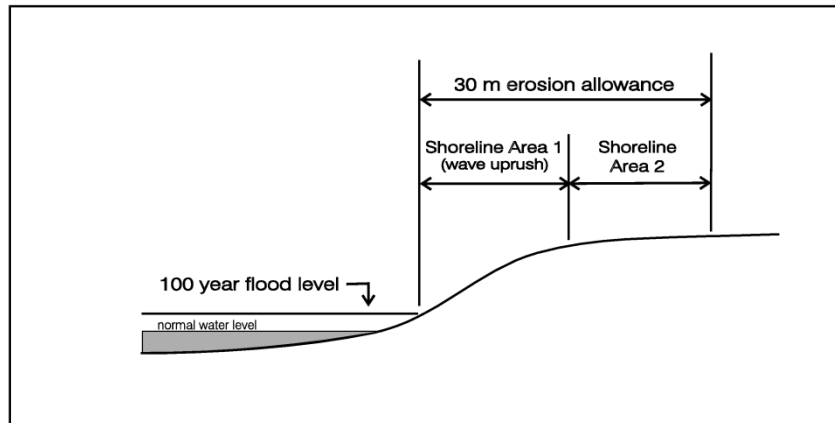 30 m erosion allowance
Shoreline Area 1
(wave uprush)
Shoreline
Area 2
100 year flood level
normal water level